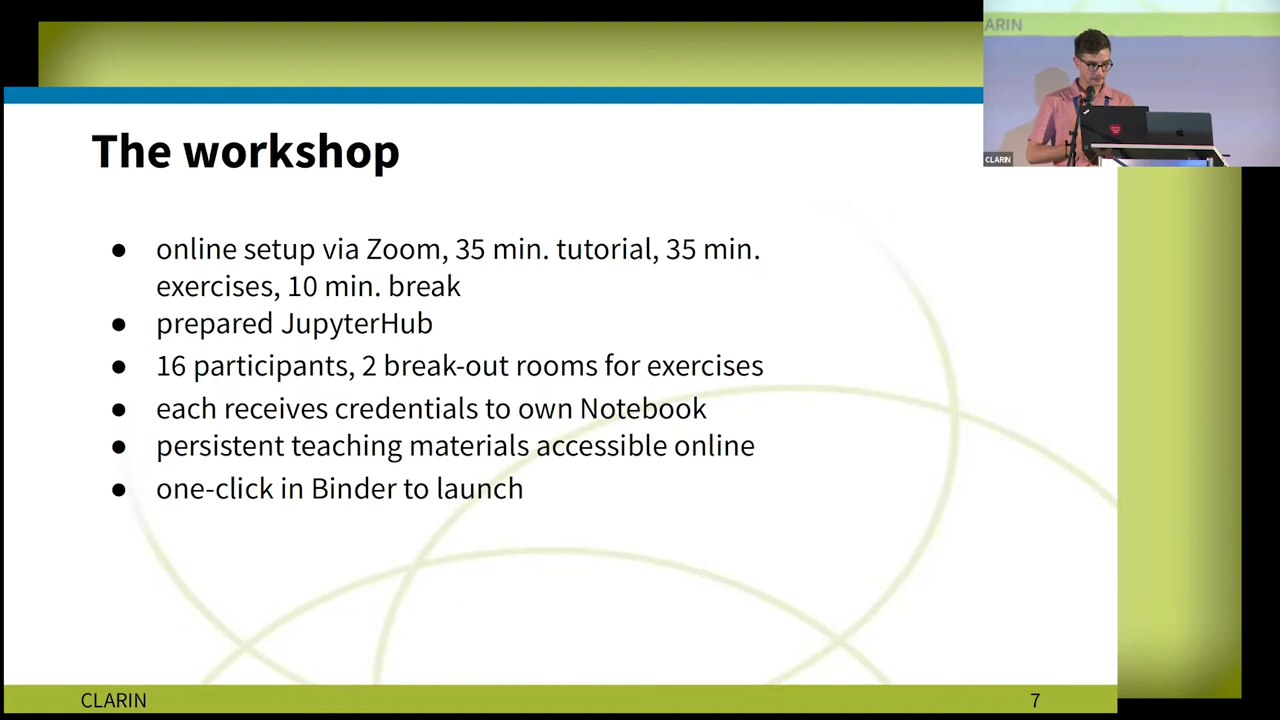 ARIN
CLARIN
The workshop
● online setup via Zoom, 35 min. tutorial, 35 min.
exercises, 10 min. break
● prepared JupyterHub
● 16 participants, 2 break-out rooms for exercises
● each receives credentials to own Notebook
● persistent teaching materials accessible online
● one-click in Binder to launch
CLARIN
7